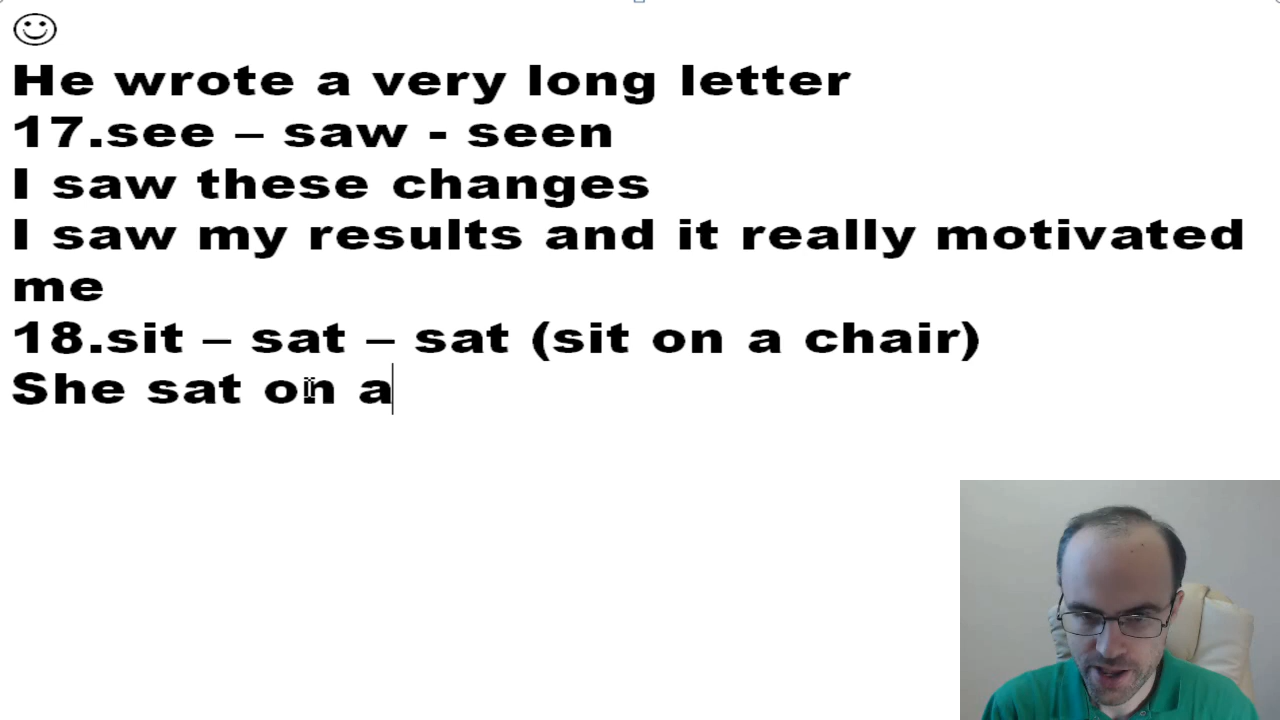 He wrote a very long letter
17.see – saw - seen
I saw these changes
I saw my results and it really motivated
me
18.sit – sat – sat (sit on a chair)
She sat on a